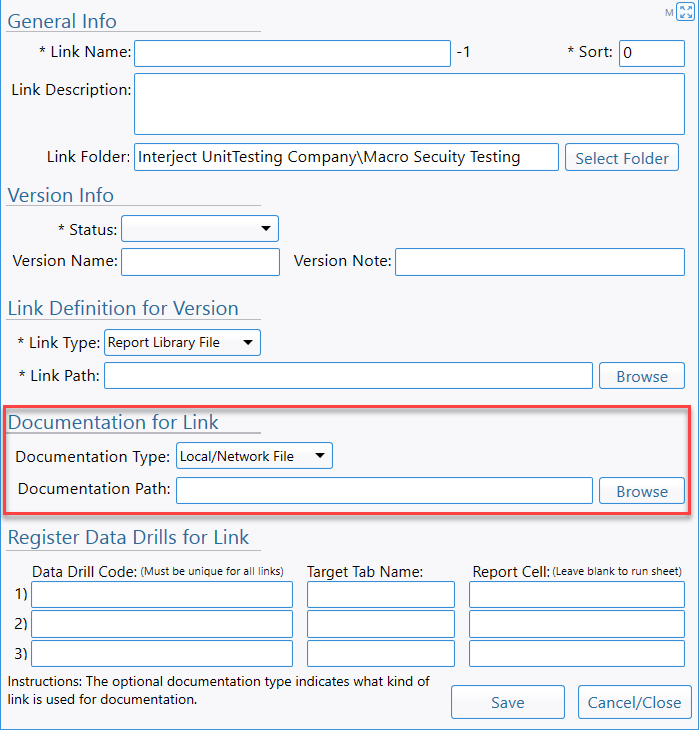 General Info
M
* Link Name: -1 * Sort: 0
Link Description:
Link Folder: Interject UnitTesting Company\Macro Secuity Testing Select Folder
Version Info
* Status:
Version Name: Version Note:
Link Definition for Version
* Link Type: Report Library File
* Link Path: Browse
Documentation for Link
Documentation Type: Local/Network File
Documentation Path: Browse
Register Data Drills for Link
Data Drill Code: (Must be unique for all links) Target Tab Name: Report Cell: (Leave blank to run sheet)
1)
2)
3)
Instructions: The optional documentation type indicates what kind of
link is used for documentation.
Save Cancel/Close